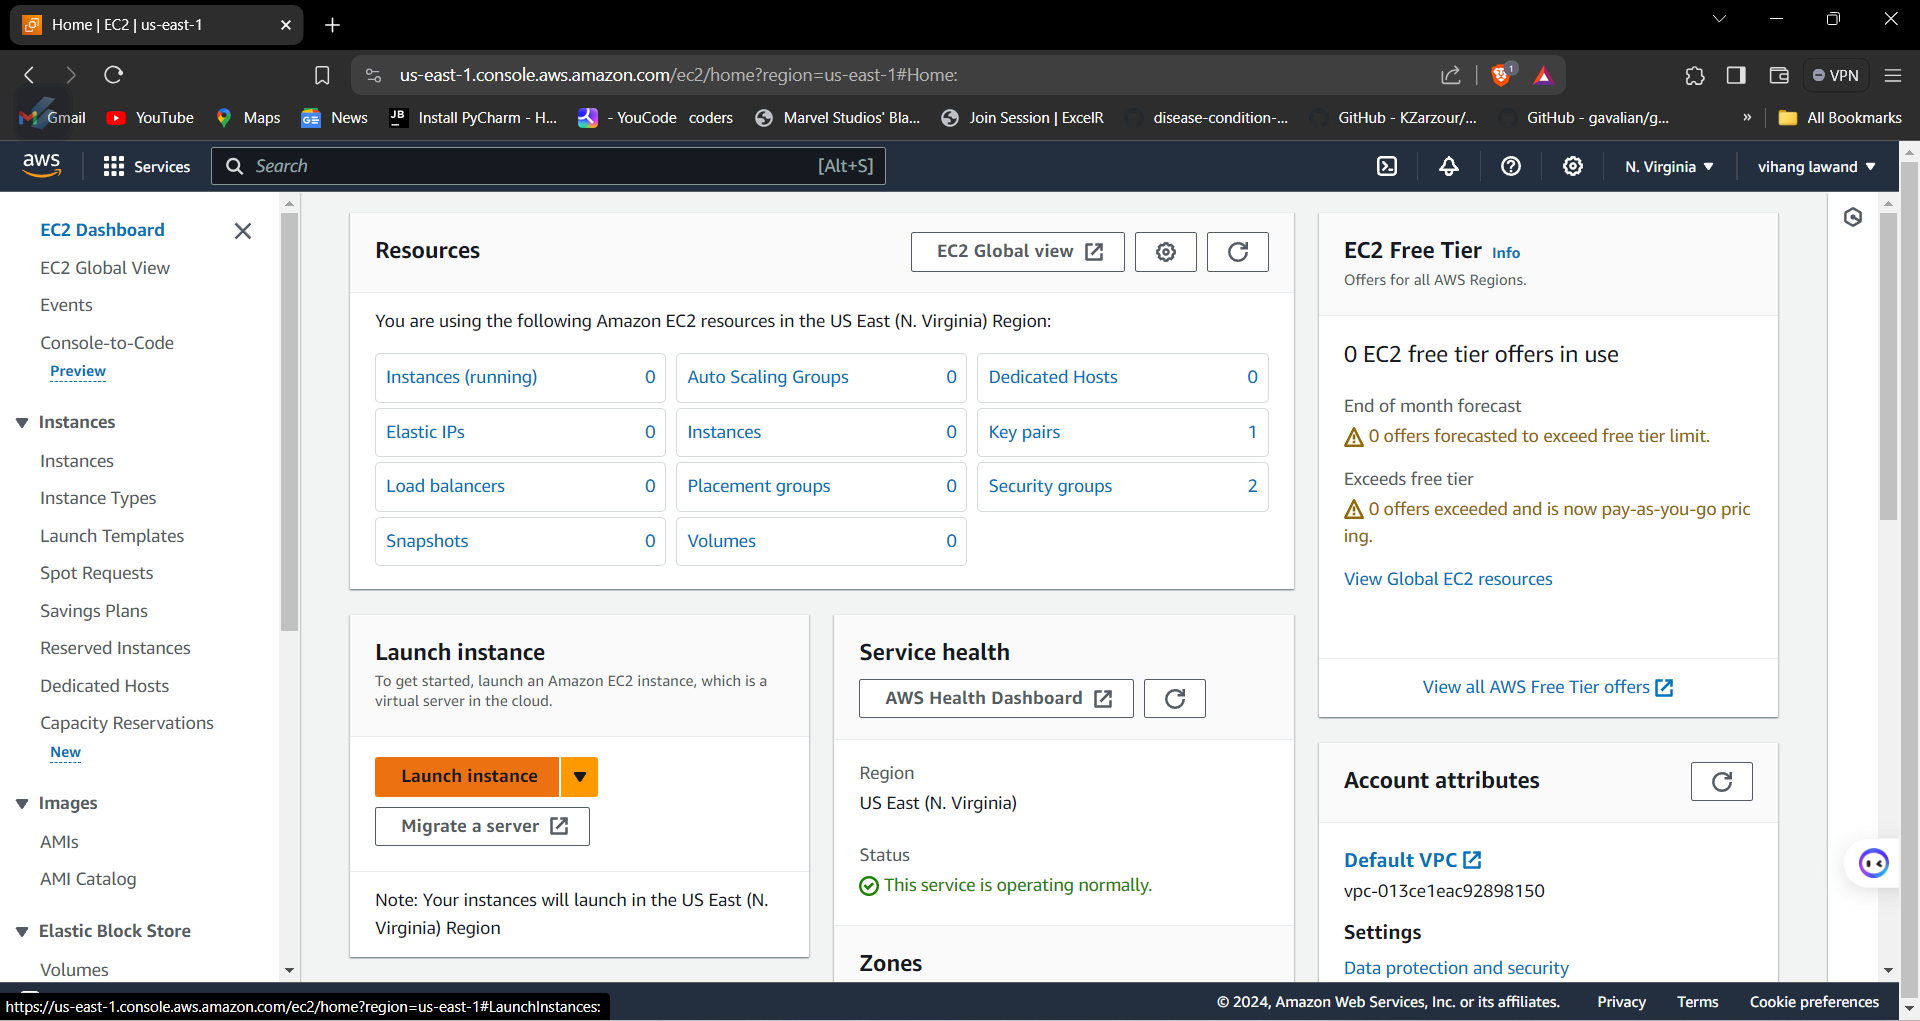 Home | EC2 | us-east-1
us-east-1.console.aws.amazon.com/ec2/home?region=us-east-1#Home:
1
VPN
Gmail
YouTube
Maps
News
Install PyCharm - H...
- YouCode coders
Marvel Studios' Bla...
Join Session | ExcelR
disease-condition-...
GitHub - KZarzour/...
GitHub - gavalian/g...
»
All Bookmarks
aws
Services
Search
[Alt+S]
N. Virginia
vihang lawand
EC2 Dashboard
EC2 Global View
Events
Console-to-Code
Preview
Instances
Instances
Instance Types
Launch Templates
Spot Requests
Savings Plans
Reserved Instances
Dedicated Hosts
Capacity Reservations
New
Images
AMIs
AMI Catalog
Elastic Block Store
Volumes
Resources
EC2 Global view
You are using the following Amazon EC2 resources in the US East (N. Virginia) Region:
Instances (running) 0
Auto Scaling Groups 0
Dedicated Hosts 0
Elastic IPs 0
Instances 0
Key pairs 1
Load balancers 0
Placement groups 0
Security groups 2
Snapshots 0
Volumes 0
Launch instance
To get started, launch an Amazon EC2 instance, which is a
virtual server in the cloud.
Launch instance
Migrate a server
Note: Your instances will launch in the US East (N.
Virginia) Region
Service health
AWS Health Dashboard
Region
US East (N. Virginia)
Status
This service is operating normally.
Zones
EC2 Free Tier Info
Offers for all AWS Regions.
0 EC2 free tier offers in use
End of month forecast
0 offers forecasted to exceed free tier limit.
Exceeds free tier
0 offers exceeded and is now pay-as-you-go pric
ing.
View Global EC2 resources
View all AWS Free Tier offers
Account attributes
Default VPC
vpc-013ce1eac92898150
Settings
Data protection and security
https://us-east-1.console.aws.amazon.com/ec2/home?region=us-east-1#LaunchInstances:
© 2024, Amazon Web Services, Inc. or its affiliates.
Privacy
Terms
Cookie preferences